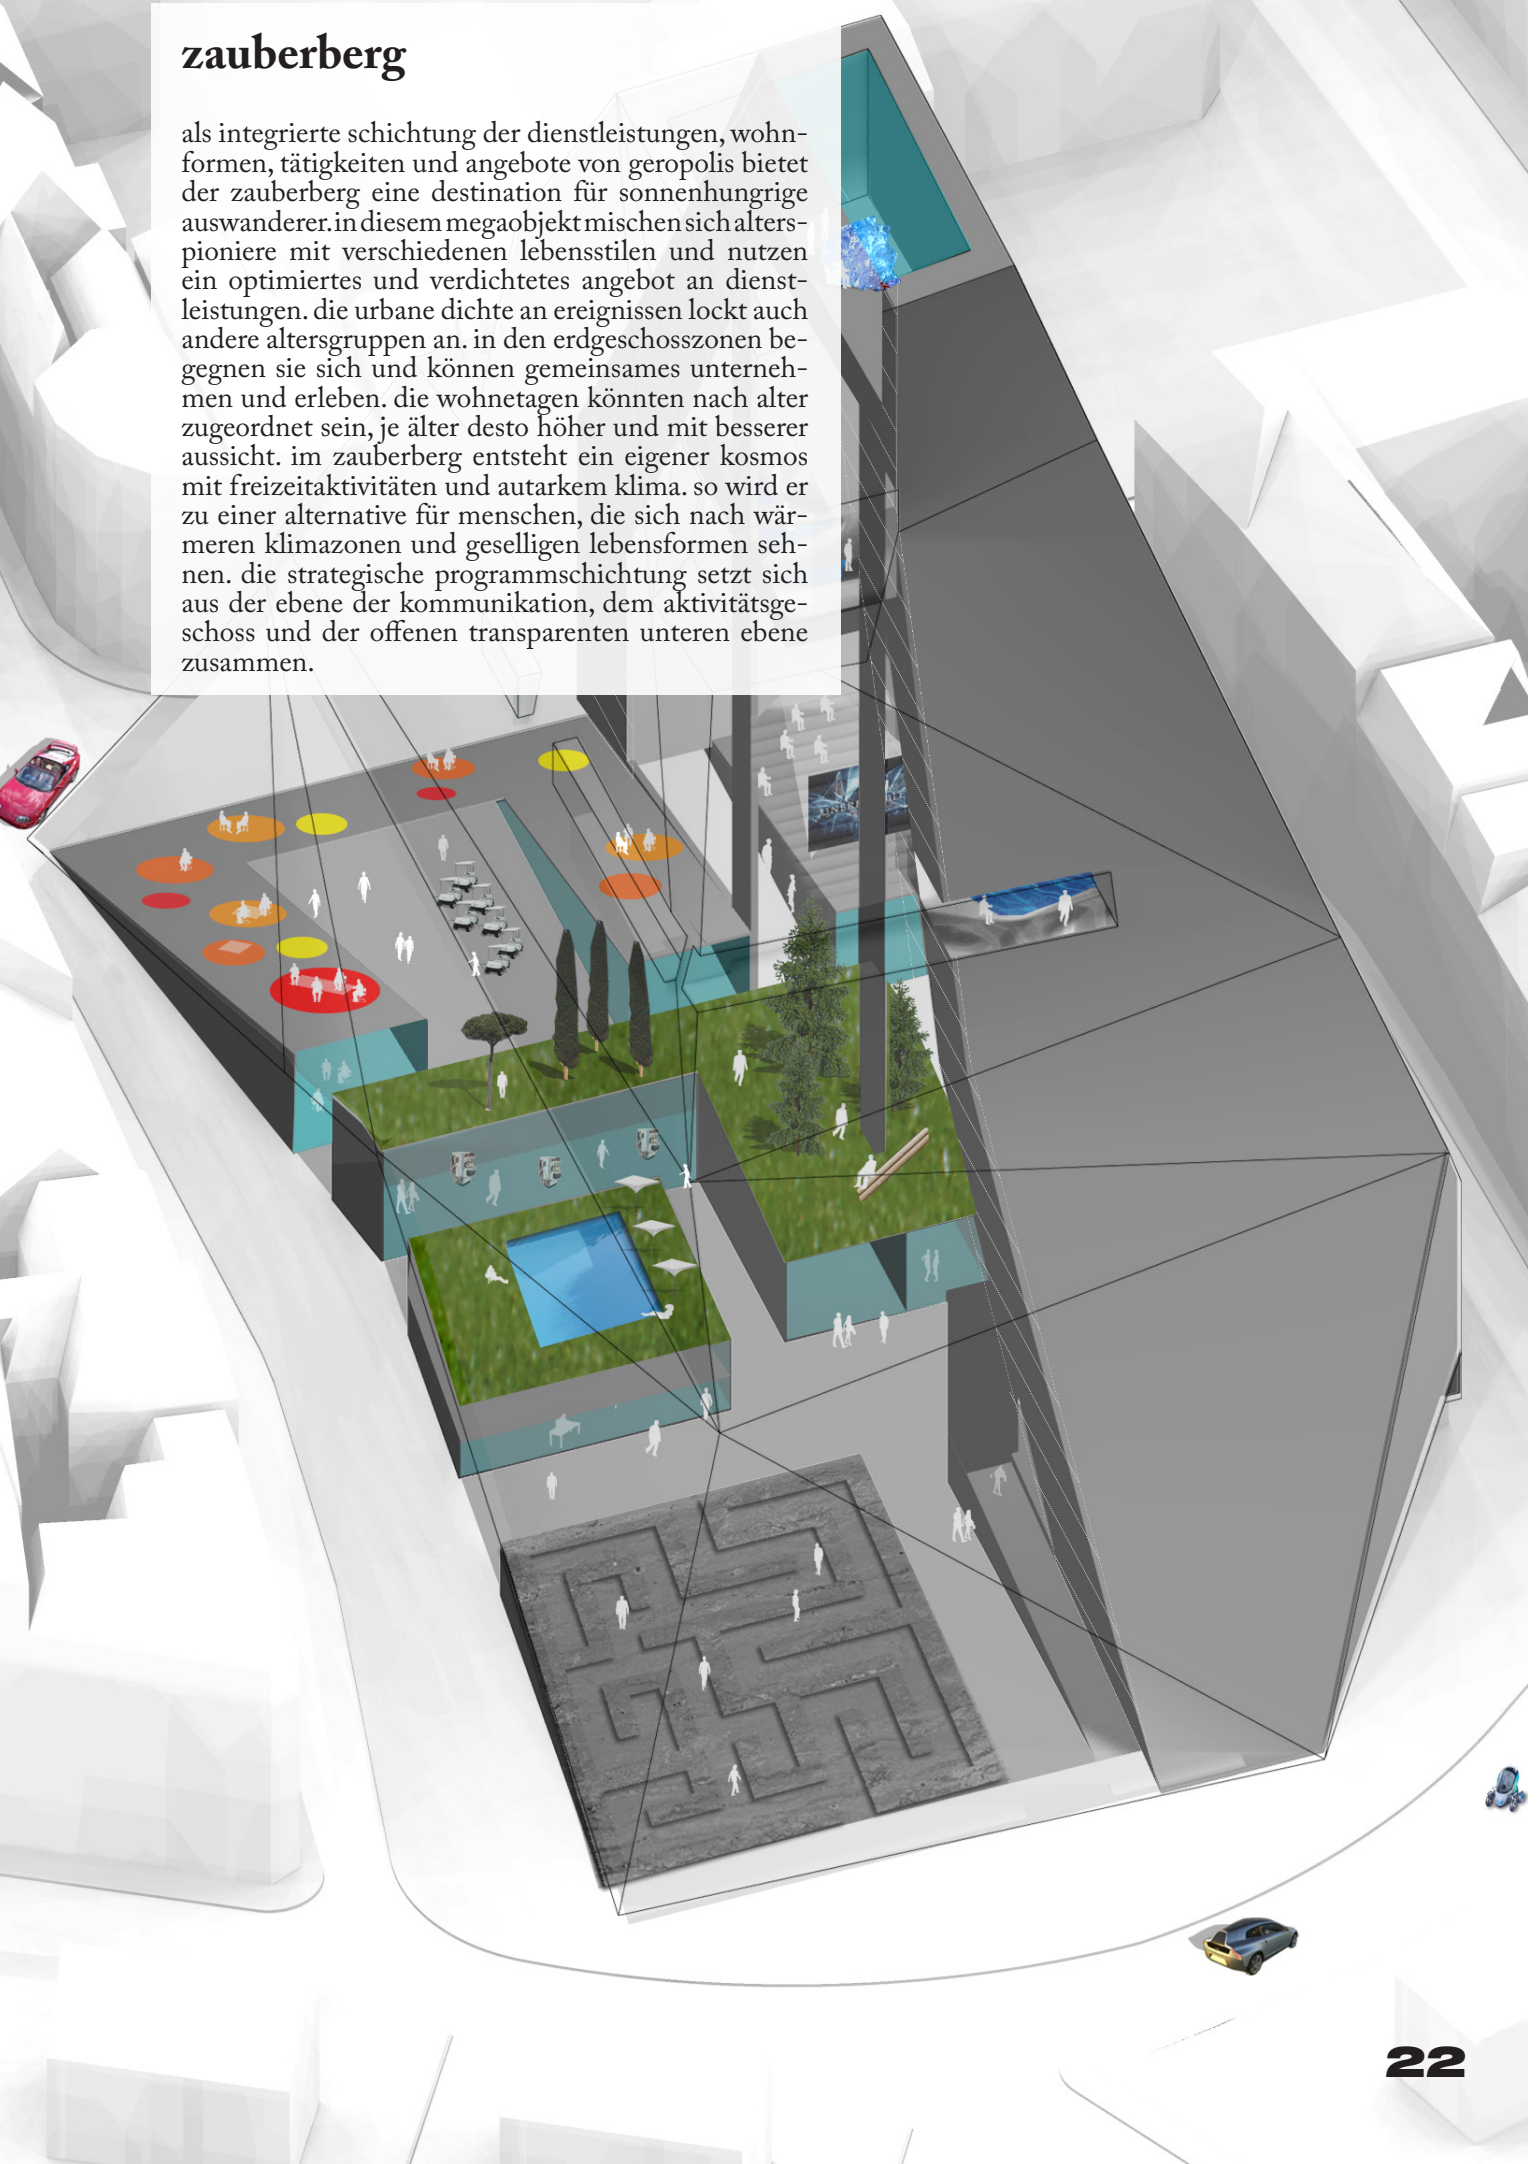 zauberberg
als integrierte schichtung der dienstleistungen, wohn-
formen, tätigkeiten und angebote von geropolis bietet
der zauberberg eine destination für sonnenhungrige
auswanderer. in diesem megaobjekt mischen sich alters-
pioniere mit verschiedenen lebensstilen und nutzen
ein optimiertes und verdichtetes angebot an dienst-
leistungen. die urbane dichte an ereignissen lockt auch
andere altersgruppen an. in den erdgeschosszonen be-
gegnen sie sich und können gemeinsames unterneh-
men und erleben. die wohnetagen könnten nach alter
zugeordnet sein, je älter desto höher und mit besserer
aussicht. im zauberberg entsteht ein eigener kosmos
mit freizeitaktivitäten und autarkem klima. so wird er
zu einer alternative für menschen, die sich nach wär-
meren klimazonen und geselligen lebensformen seh-
nen. die strategische programmschichtung setzt sich
aus der ebene der kommunikation, dem aktivitätsge-
schoss und der offenen transparenten unteren ebene
zusammen.
22